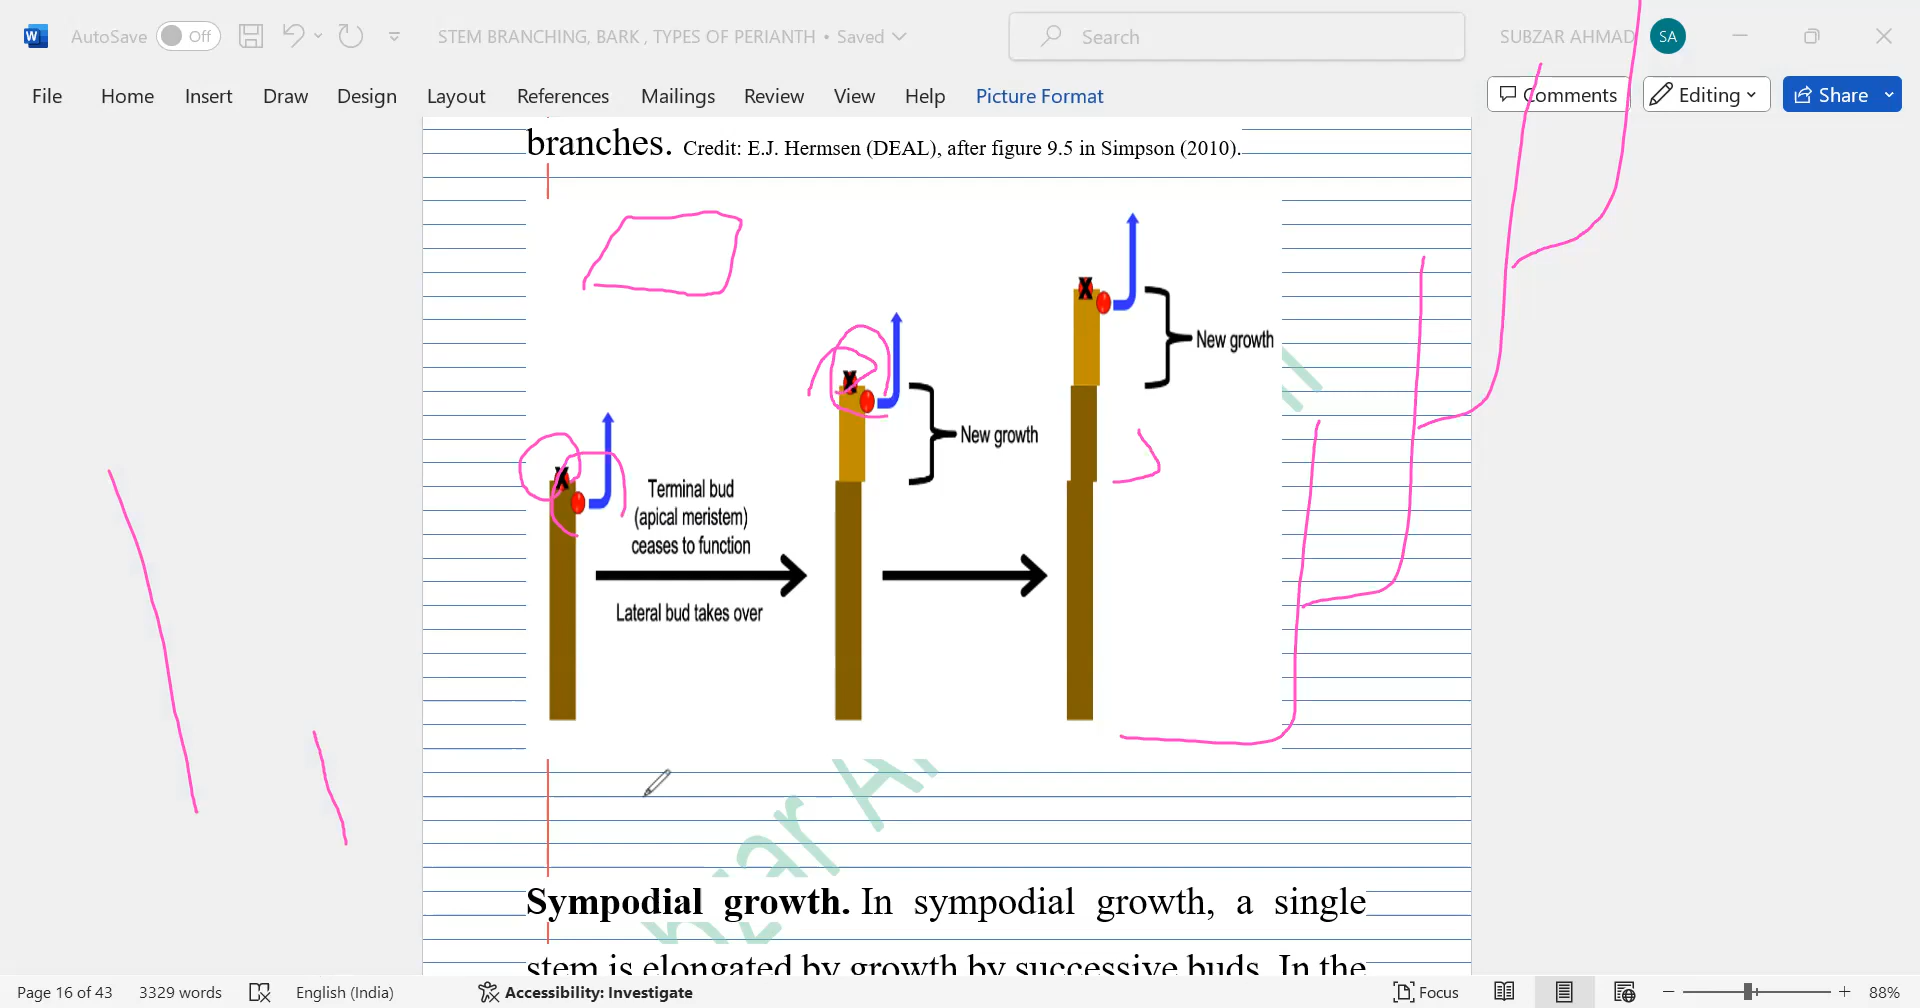 AutoSave Off STEM BRANCHING, BARK , TYPES OF PERIANTH • Saved Search SUBZAR AHMAD SA
File Home Insert Draw Design Layout References Mailings Review View Help Picture Format Comments Editing Share
branches. Credit: E.J. Hermsen (DEAL), after figure 9.5 in Simpson (2010).
X
New growth
X
New growth
X
Terminal bud
(apical meristem)
ceases to function
Lateral bud takes over
Sympodial growth. In sympodial growth, a single
stem is elongated by growth by successive buds. In the
Page 16 of 43 3329 words English (India) Accessibility: Investigate Focus 88%